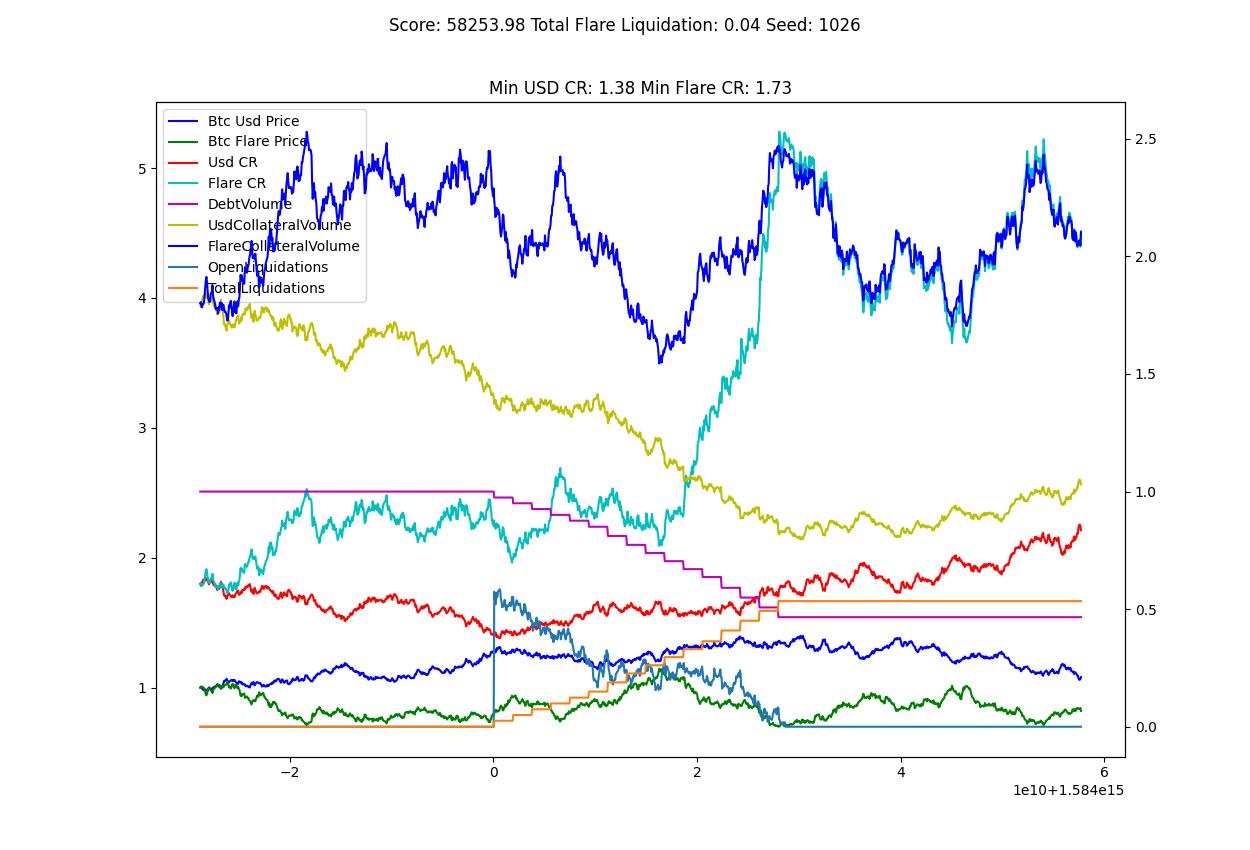 Score: 58253.98 Total Flare Liquidation: 0.04 Seed: 1026
Min USD CR: 1.38 Min Flare CR: 1.73
Btc Usd Price
Btc Flare Price
Usd CR
Flare CR
DebtVolume
UsdCollateralVolume
FlareCollateralVolume
OpenLiquidations
TotalLiquidations
5
4
3
2
1
2.5
2.0
1.5
1.0
0.5
0.0
−2 0 2 4 6
1e10+1.584e15